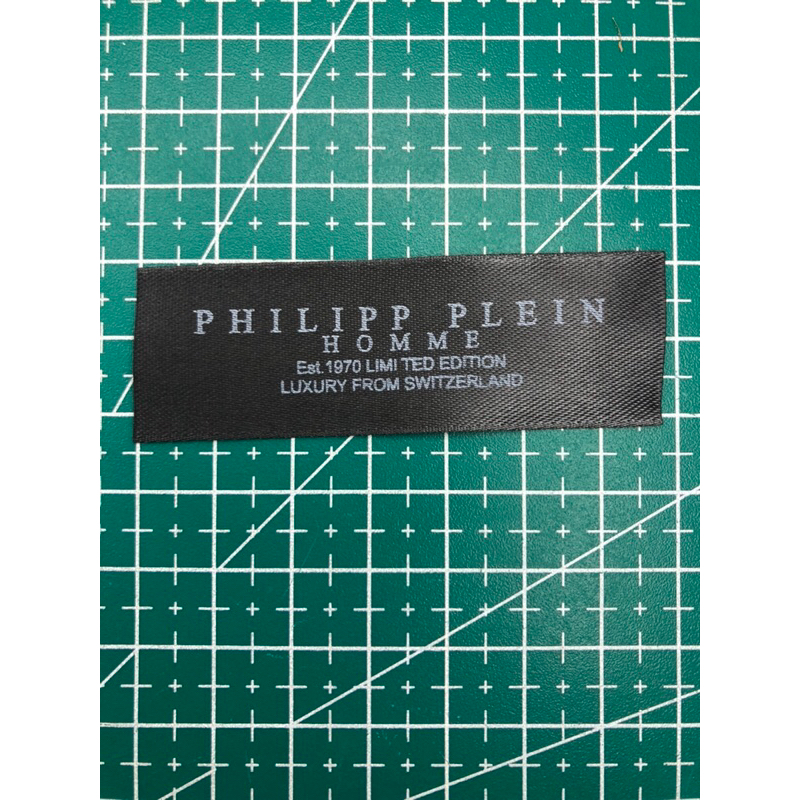 PHILIPP PLEIN
HOMME
Est.1970 LIMI TED EDITION
LUXURY FROM SWITZERLAND